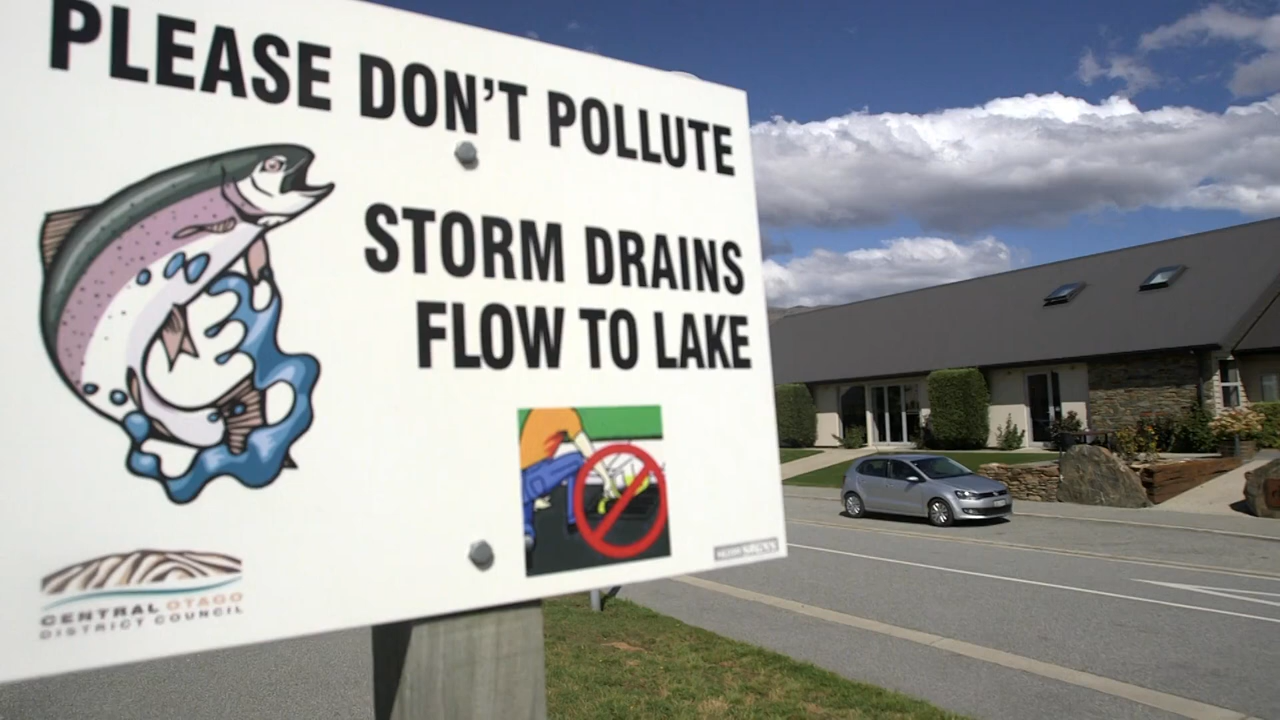 PLEASE DON'T POLLUTE
STORM DRAINS
FLOW TO LAKE
CENTRAL OTAGO
DISTRICT COUNCIL